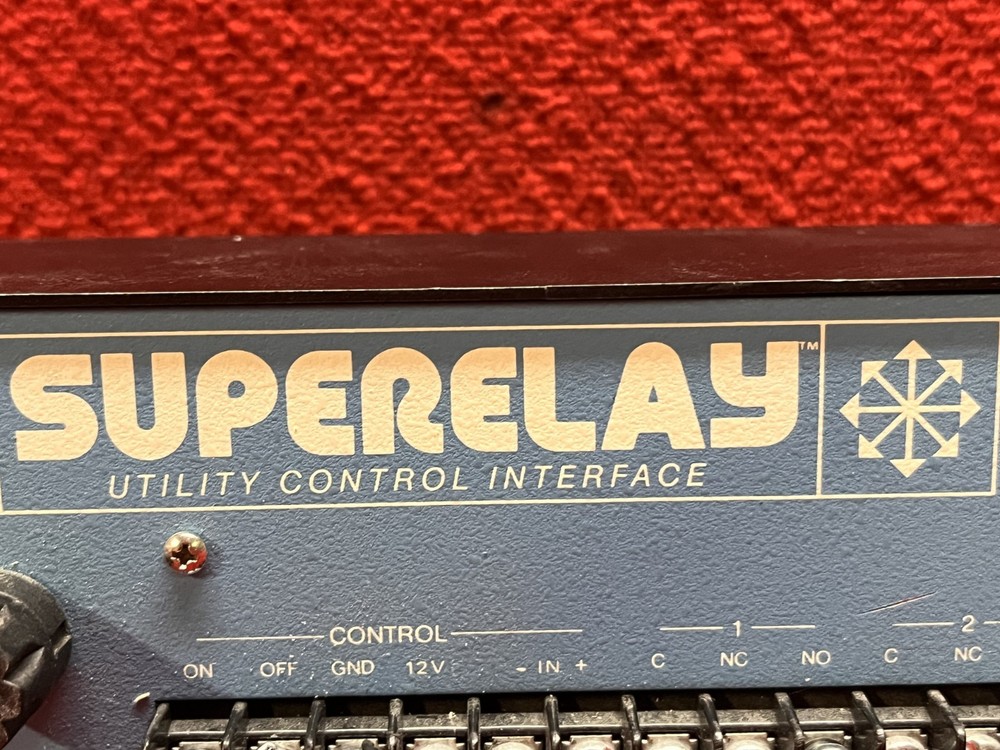 SUPERELAY™
UTILITY CONTROL INTERFACE
CONTROL 1 2
ON OFF GND 12V - IN + C NC NO C NC